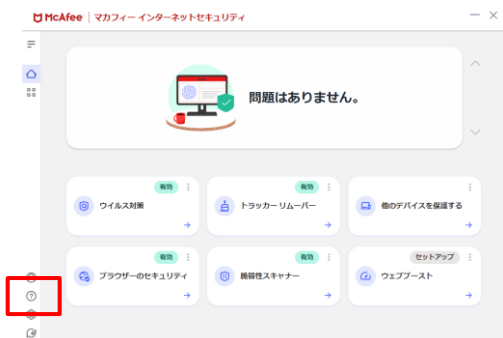 McAfee | マカフィー インターネットセキュリティ
問題はありません。
有効
ウイルス対策
有効
トラッカー リムーバー
他のデバイスを保護する
有効
ブラウザーのセキュリティ
有効
脆弱性スキャナー
セットアップ
ウェブブースト